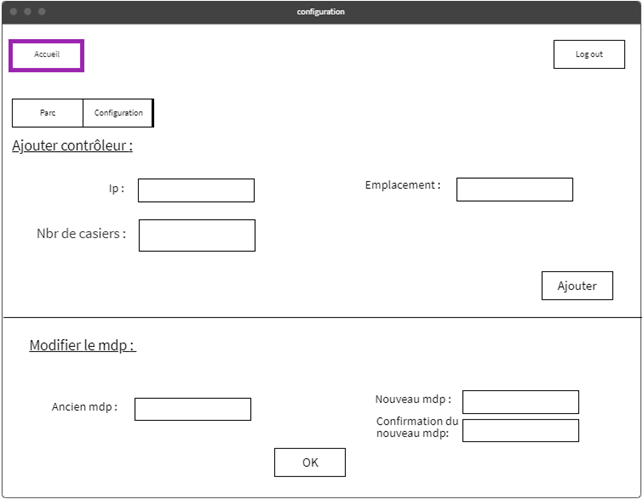 configuration
Accueil
Log out
Parc
Configuration
Ajouter contrôleur :
Ip :
Emplacement :
Nbr de casiers :
Ajouter
Modifier le mdp :
Ancien mdp :
Nouveau mdp :
Confirmation du
nouveau mdp:
OK